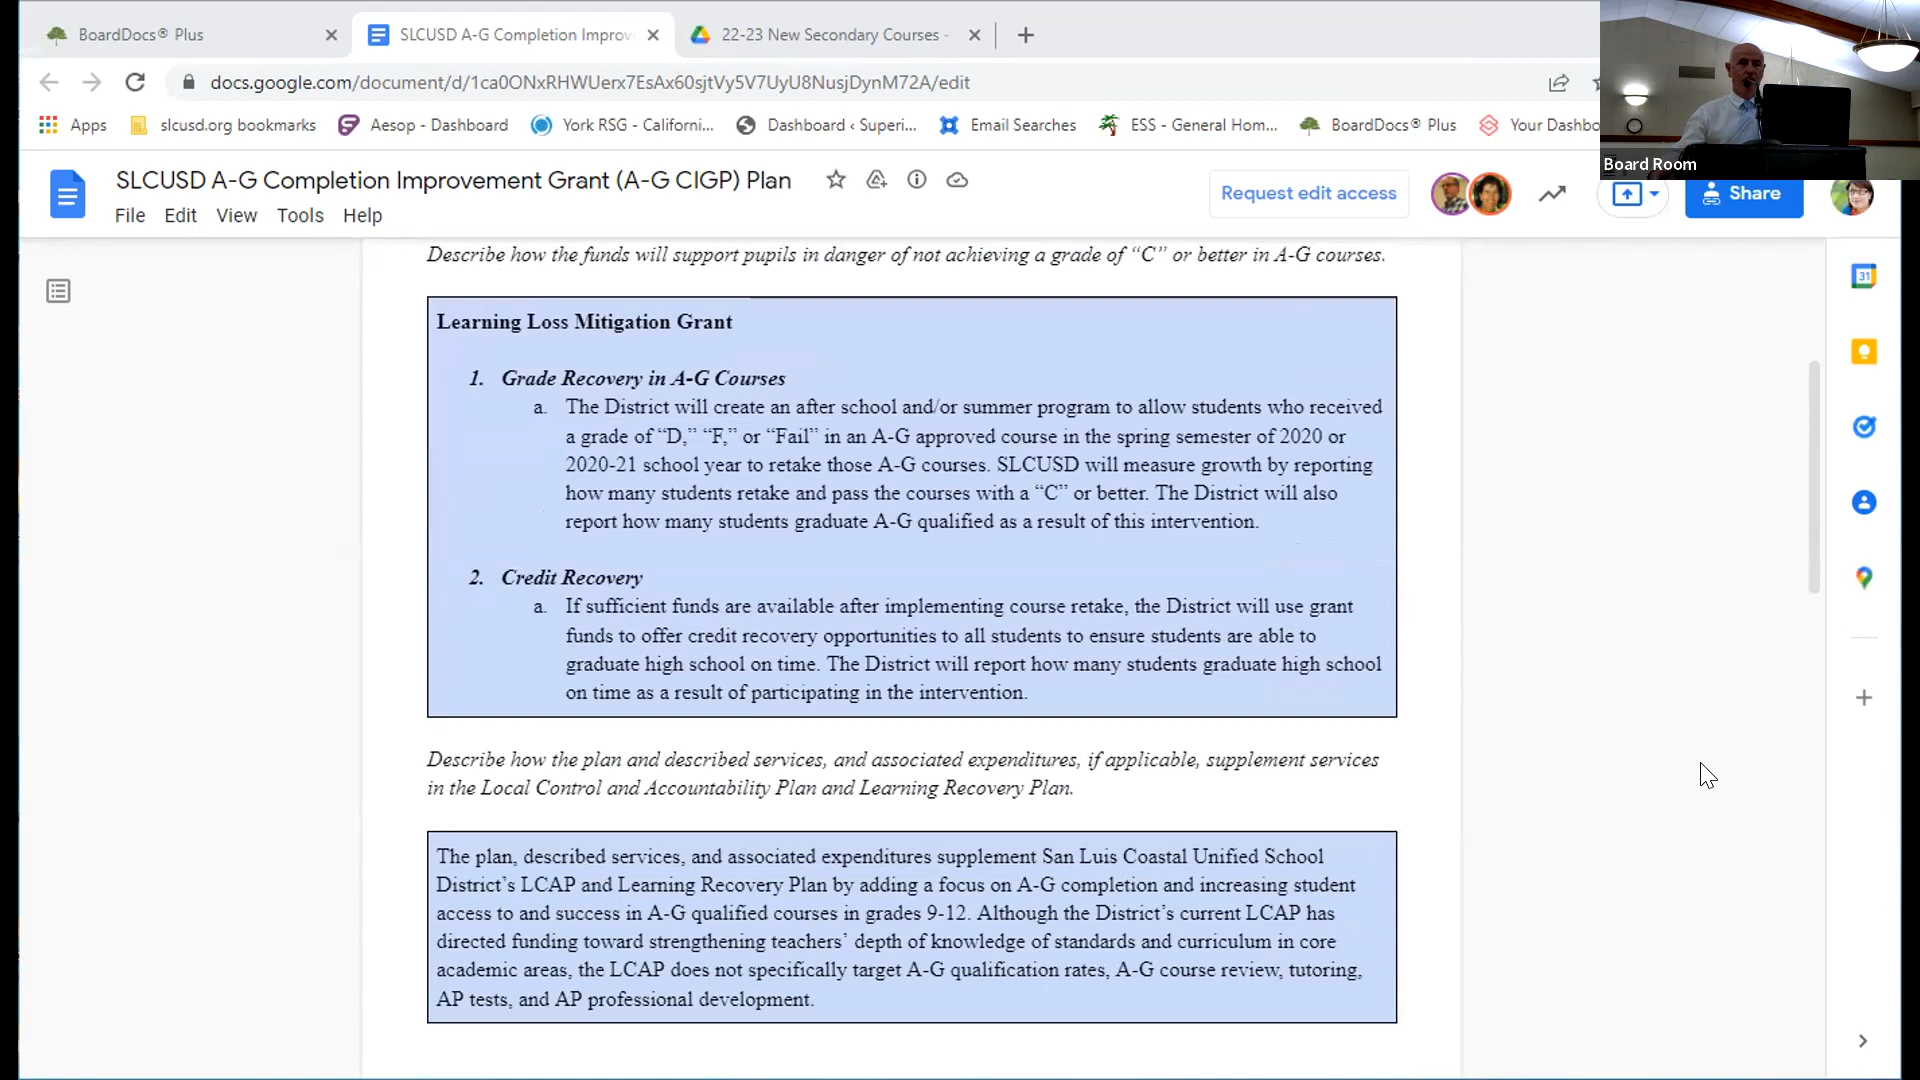 BoardDocs® Plus
SLCUSD A-G Completion Improv
22-23 New Secondary Courses -
docs.google.com/document/d/1ca0ONxRHWUerx7EsAx60sjtVy5V7UyU8NusjDynM72A/edit
Apps
slcusd.org bookmarks
Aesop - Dashboard
York RSG - Californi...
Dashboard ‹ Superi...
Email Searches
ESS - General Hom...
BoardDocs® Plus
Your Dashbo
Board Room
SLCUSD A-G Completion Improvement Grant (A-G CIGP) Plan
File Edit View Tools Help
Request edit access
Share
Describe how the funds will support pupils in danger of not achieving a grade of “C” or better in A-G courses.
Learning Loss Mitigation Grant
1. Grade Recovery in A-G Courses
a. The District will create an after school and/or summer program to allow students who received
a grade of “D,” “F,” or “Fail” in an A-G approved course in the spring semester of 2020 or
2020-21 school year to retake those A-G courses. SLCUSD will measure growth by reporting
how many students retake and pass the courses with a “C” or better. The District will also
report how many students graduate A-G qualified as a result of this intervention.
2. Credit Recovery
a. If sufficient funds are available after implementing course retake, the District will use grant
funds to offer credit recovery opportunities to all students to ensure students are able to
graduate high school on time. The District will report how many students graduate high school
on time as a result of participating in the intervention.
Describe how the plan and described services, and associated expenditures, if applicable, supplement services
in the Local Control and Accountability Plan and Learning Recovery Plan.
The plan, described services, and associated expenditures supplement San Luis Coastal Unified School
District’s LCAP and Learning Recovery Plan by adding a focus on A-G completion and increasing student
access to and success in A-G qualified courses in grades 9-12. Although the District’s current LCAP has
directed funding toward strengthening teachers’ depth of knowledge of standards and curriculum in core
academic areas, the LCAP does not specifically target A-G qualification rates, A-G course review, tutoring,
AP tests, and AP professional development.
31